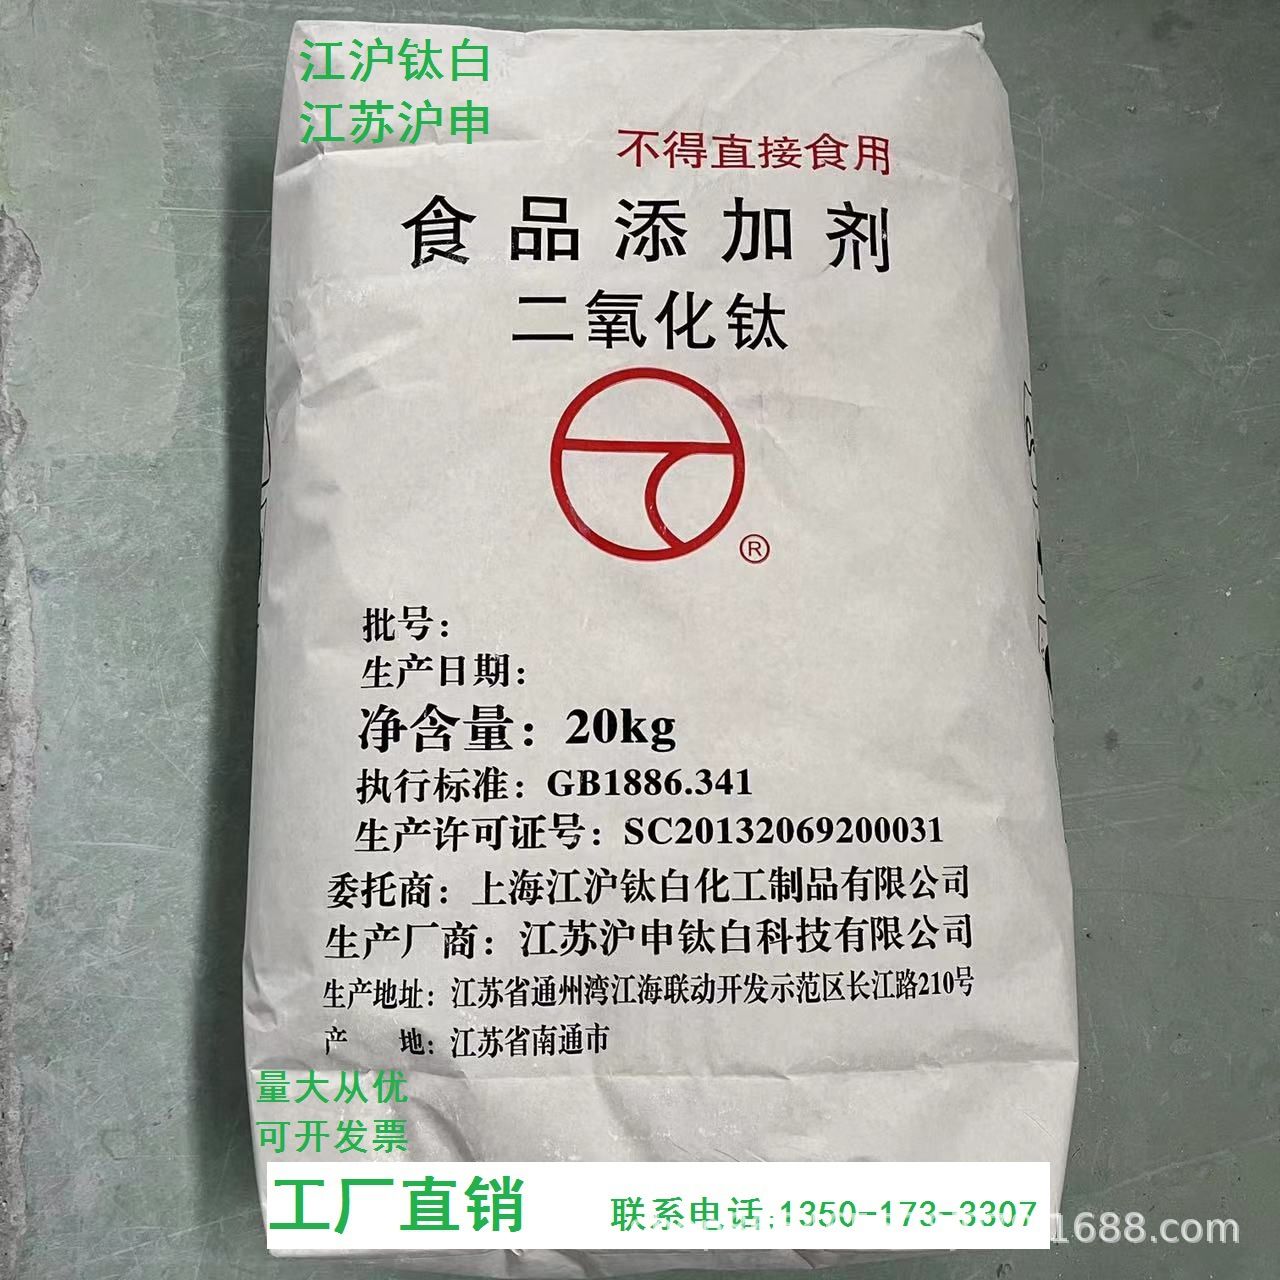 江沪钛白
江苏沪申
不得直接食用
食品添加剂
二氧化钛
®
批号：
生产日期：
净含量：20kg
执行标准：GB1886.341
生产许可证号：SC20132069200031
委托商：上海江沪钛白化工制品有限公司
生产厂商：江苏沪申钛白科技有限公司
生产地址：江苏省通州湾江海联动开发示范区长江路210号
产 地：江苏省南通市
量大从优
可开发票
工厂直销 联系电话 1350-173-3307
1688.com